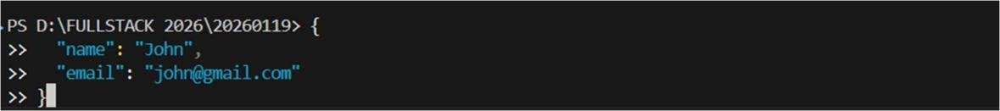 PS D:\FULLSTACK 2026\20260119> {
>>   "name": "John",
>>   "email": "john@gmail.com"
>> }